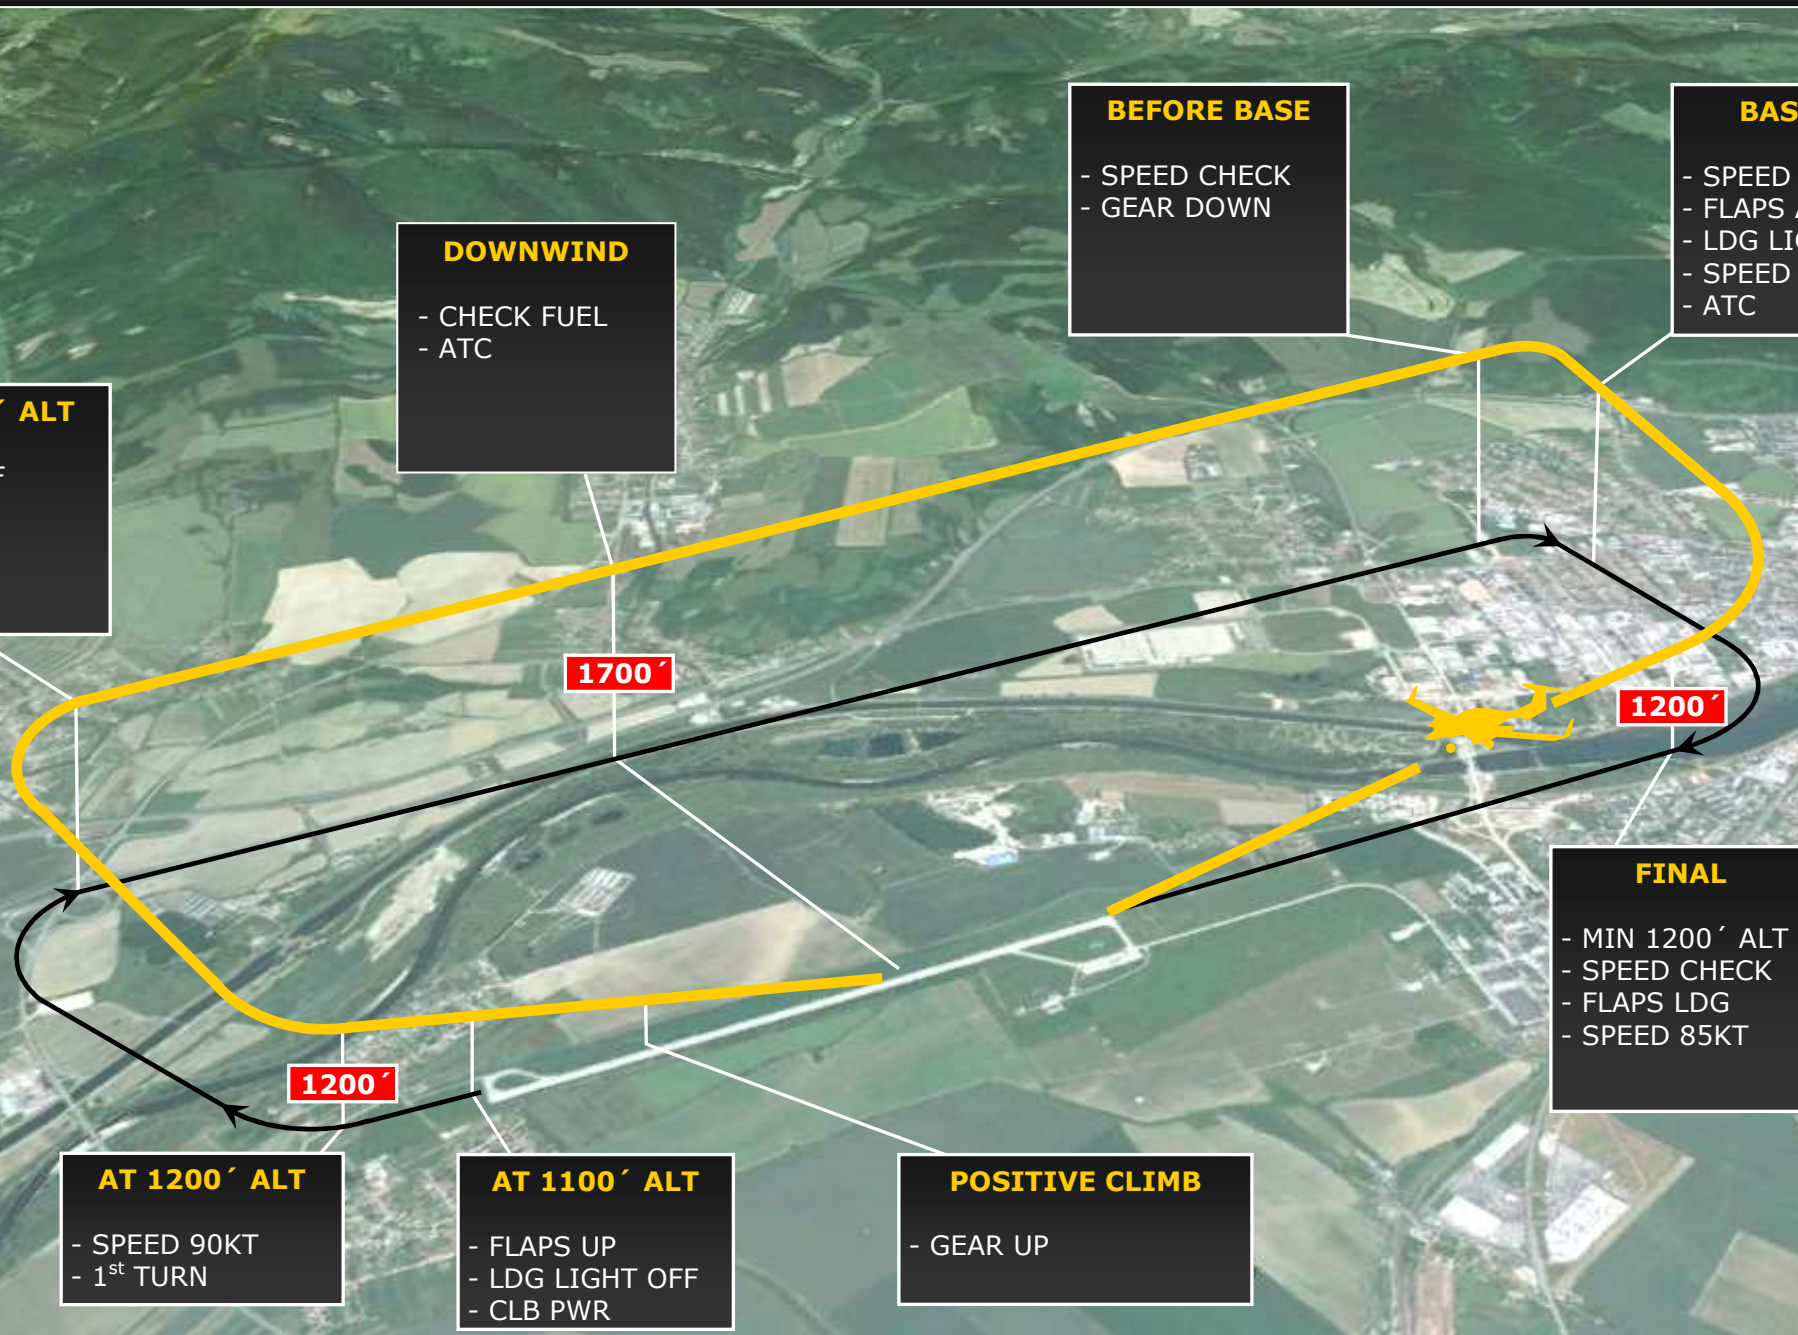 BEFORE BASE
- SPEED CHECK
- GEAR DOWN
- SPEED
- FLAPS
- LDG
- SPEED
- ATC
DOWNWIND
- CHECK FUEL
- ATC
ALT
1700´
1200´
FINAL
- MIN 1200´ ALT
- SPEED CHECK
- FLAPS LDG
- SPEED 85KT
1200´
AT 1200´ ALT
- SPEED 90KT
- 1st TURN
AT 1100´ ALT
- FLAPS UP
- LDG LIGHT OFF
- CLB PWR
POSITIVE CLIMB
- GEAR UP